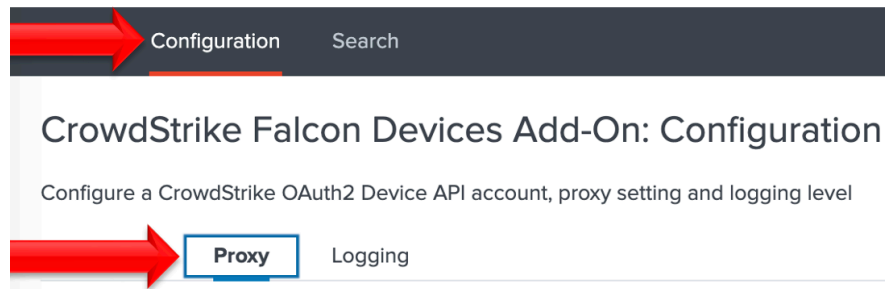 Configuration Search
CrowdStrike Falcon Devices Add-On: Configuration
Configure a CrowdStrike OAuth2 Device API account, proxy setting and logging level
Proxy Logging